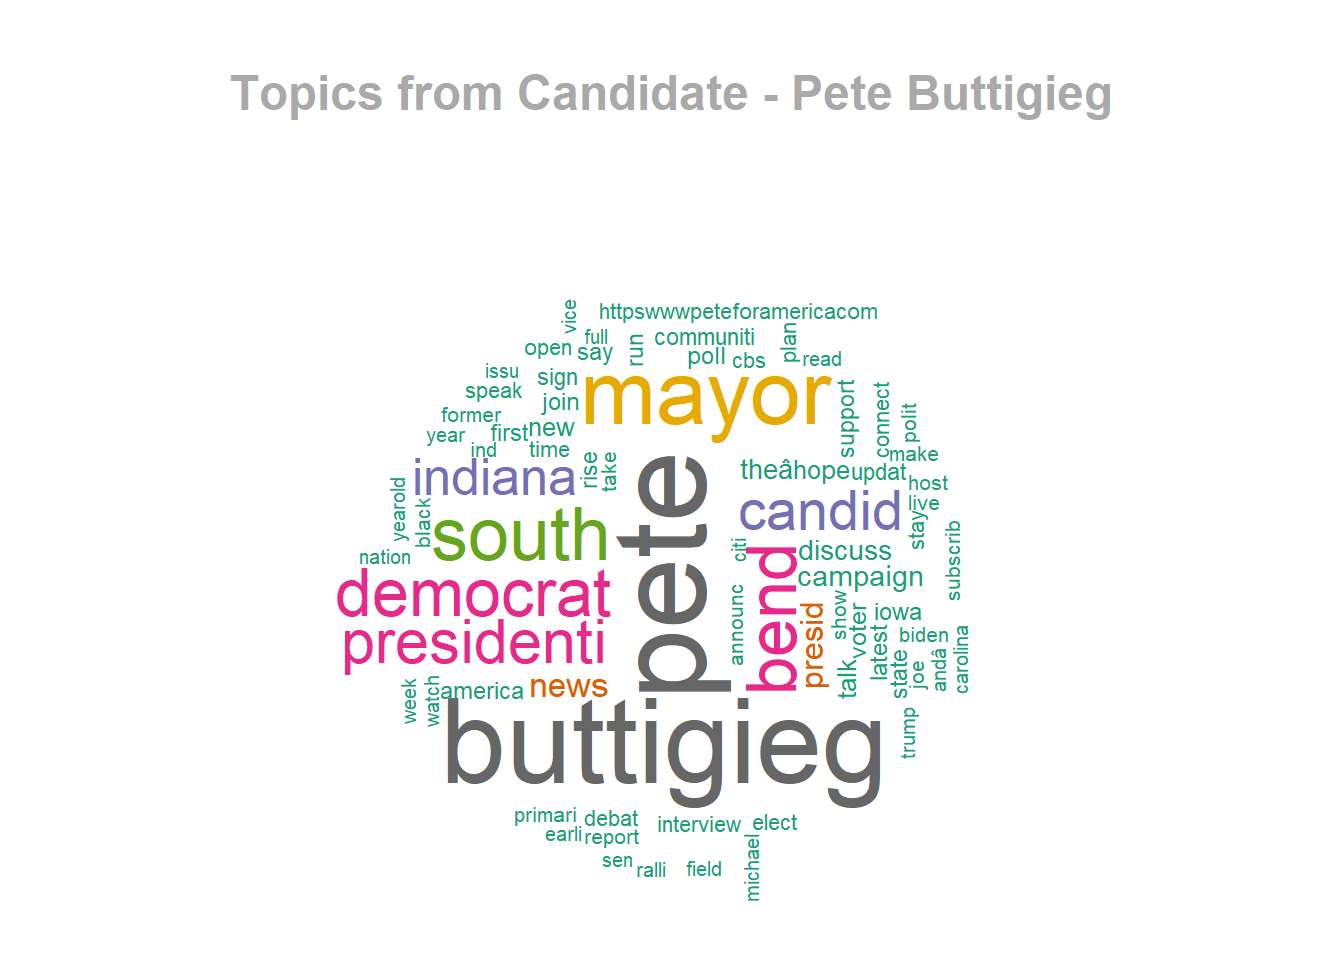 Topics from Candidate - Pete Buttigieg
vice
httpswwwpeteforamericacom
full
run
communiti
plan
open
say
poll
cbs
read
issu
sign
mayor
speak
join
support
connect
polit
former
year
first
new
ind
time
make
indiana
rise
take
pete
theâhope
updat
host
yearold
black
south
candid
live
stay
nation
citi
bend
discuss
subscrib
democrat
campaign
presidenti
announc
presid
show
voter
iowa
latest
biden
state
joe
andâ
carolina
talk
week
watch
america
news
buttigieg
trump
primari
debat
interview
elect
earli
report
sen
ralli
field
michael